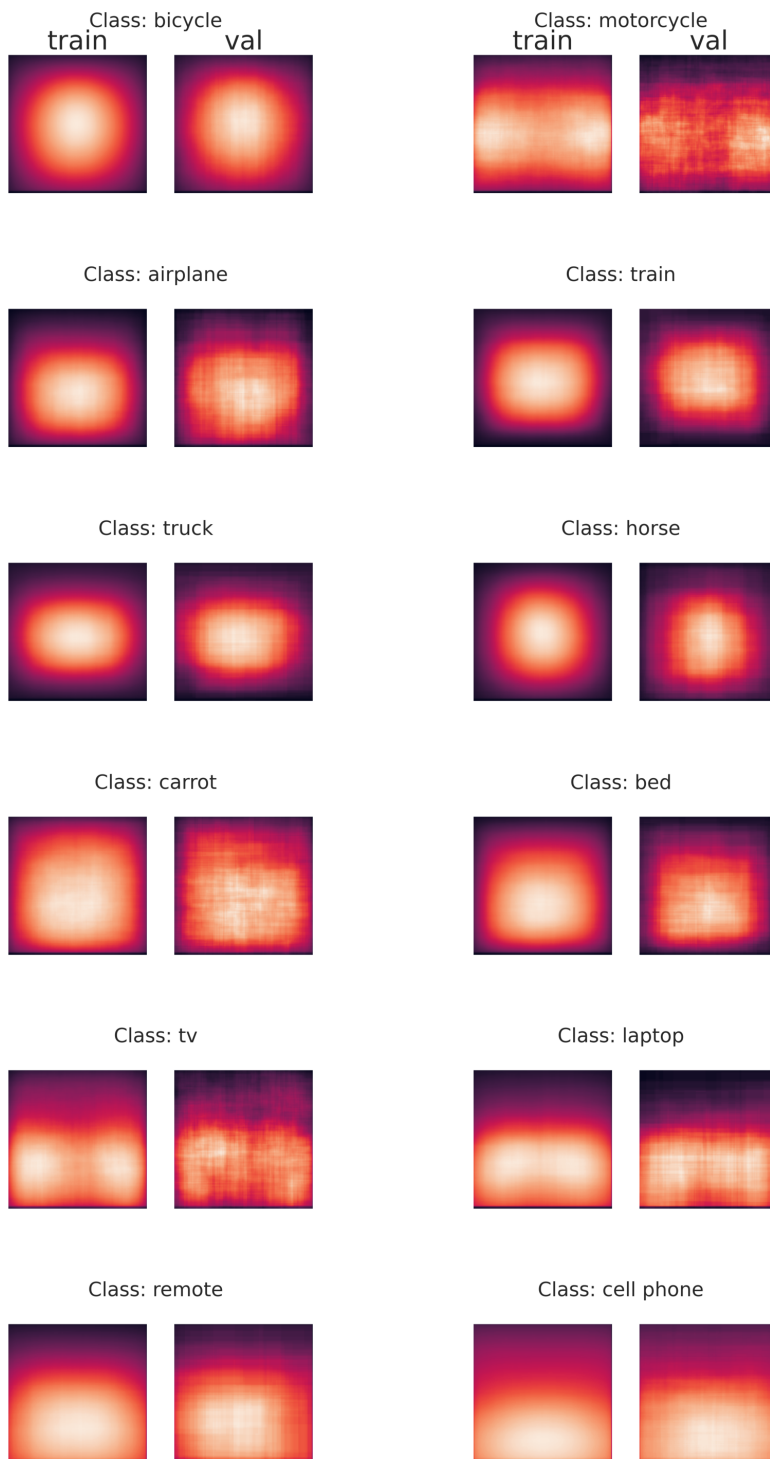 Class: bicycle
Class: motorcycle
train
val
train
val
Class: airplane
Class: train
Class: truck
Class: horse
Class: carrot
Class: bed
Class: tv
Class: laptop
Class: remote
Class: cell phone